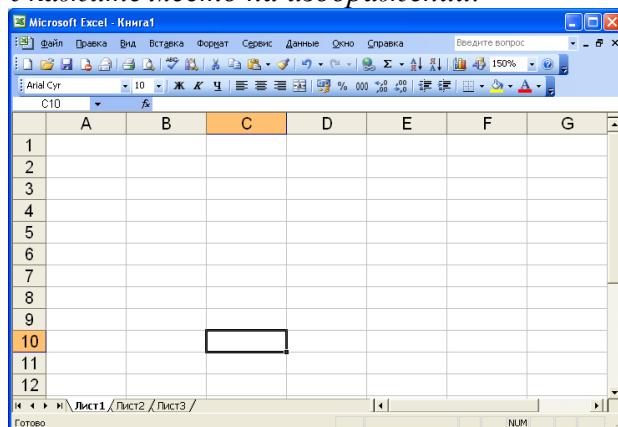 Укажите место на изображении:
Microsoft Excel - Книга1
Файл Правка Вид Вставка Формат Сервис Данные Окно Справка Введите вопрос
150%
Arial Cyr 10 Ж К Ч % 000
C10 fx
A B C D E F G
1
2
3
4
5
6
7
8
9
10
11
12
Лист1 Лист2 Лист3
Готово NUM